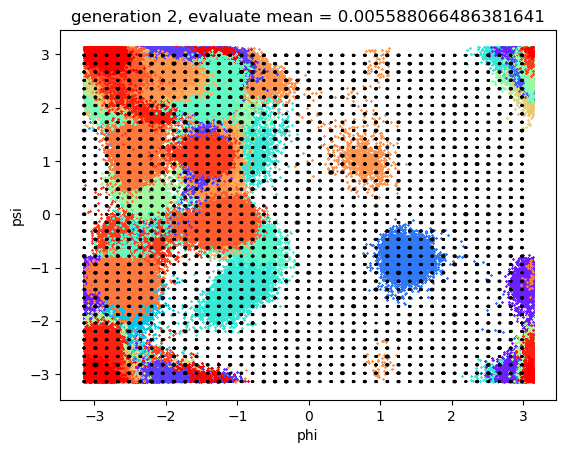 generation 2, evaluate mean = 0.005588066486381641
3
2
1
0
−1
−2
−3
psi
−3 −2 −1 0 1 2 3
phi